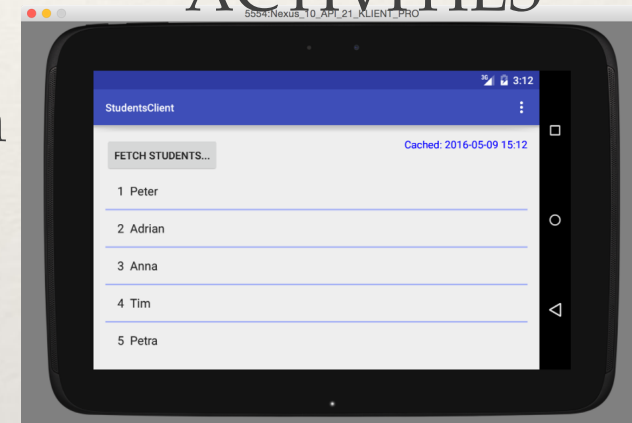 ACTIVITIES
5554:Nexus_10_API_21_KLIENT_PRO
3G 3:12
StudentsClient
FETCH STUDENTS...
Cached: 2016-05-09 15:12
1 Peter
2 Adrian
3 Anna
4 Tim
5 Petra